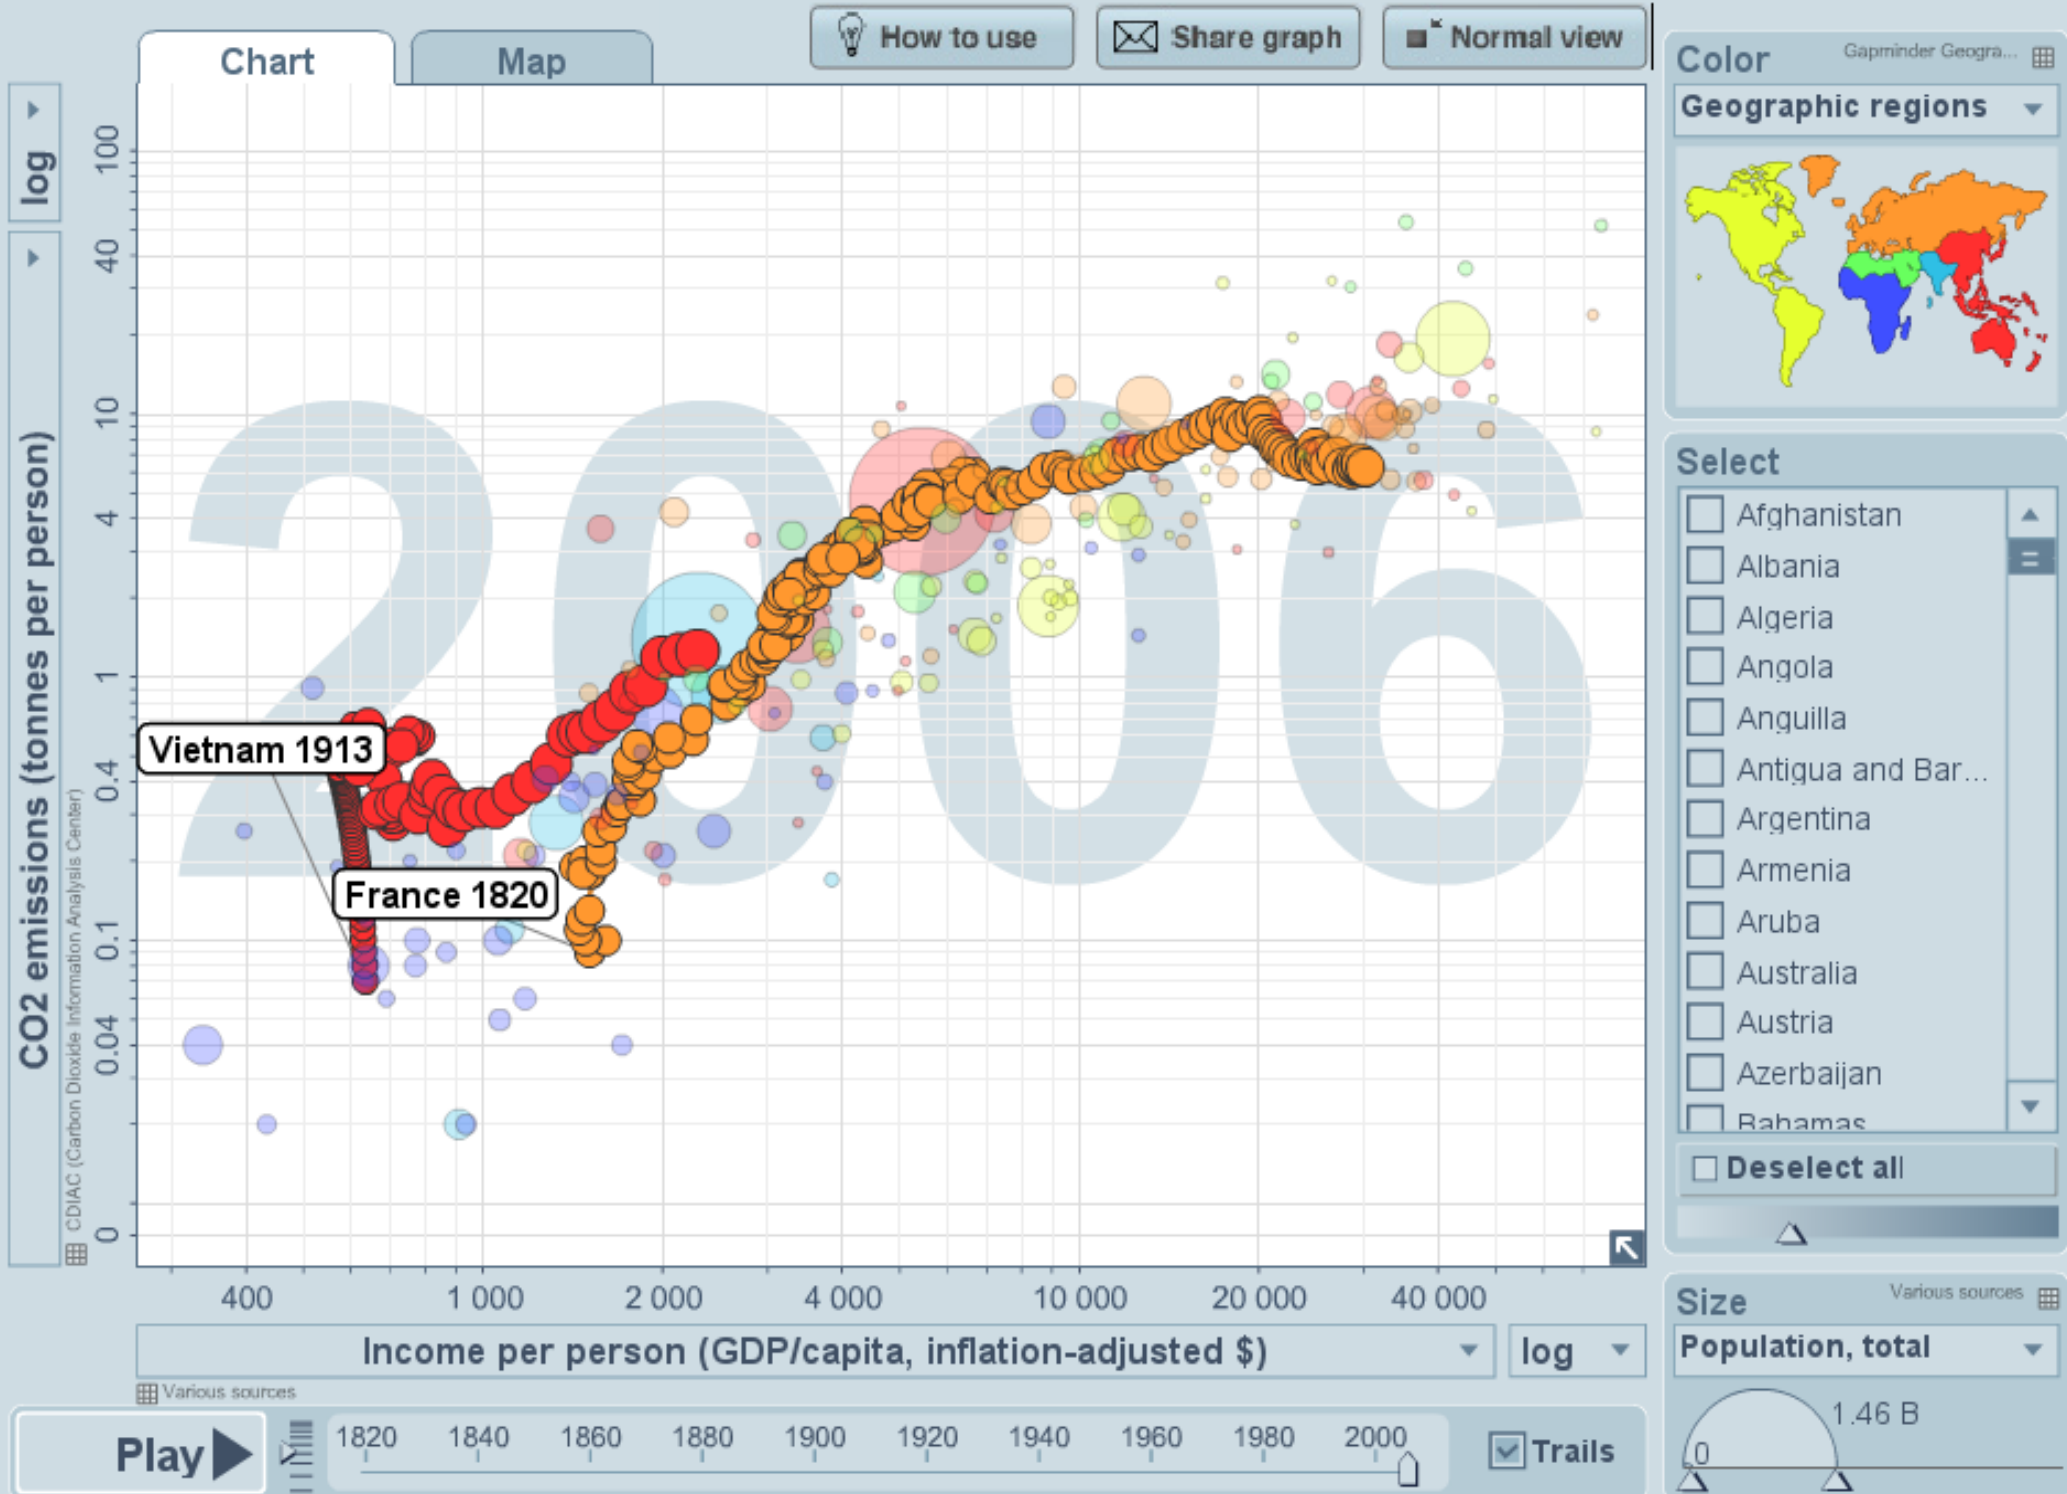 Chart
Map
How to use
Share graph
Normal view
Color
Gapminder Geogra...
Geographic regions
log
CO2 emissions (tonnes per person)
CDIAC (Carbon Dioxide Information Analysis Center)
100
40
10
4
1
0.4
0.1
0.04
0
2006
Vietnam 1913
France 1820
Select
Afghanistan
Albania
Algeria
Angola
Anguilla
Antigua and Bar...
Argentina
Armenia
Aruba
Australia
Austria
Azerbaijan
Bahamas
Deselect all
400
1 000
2 000
4 000
10 000
20 000
40 000
Income per person (GDP/capita, inflation-adjusted $)
log
Various sources
Size
Various sources
Population, total
1.46 B
0
Play
1820
1840
1860
1880
1900
1920
1940
1960
1980
2000
Trails